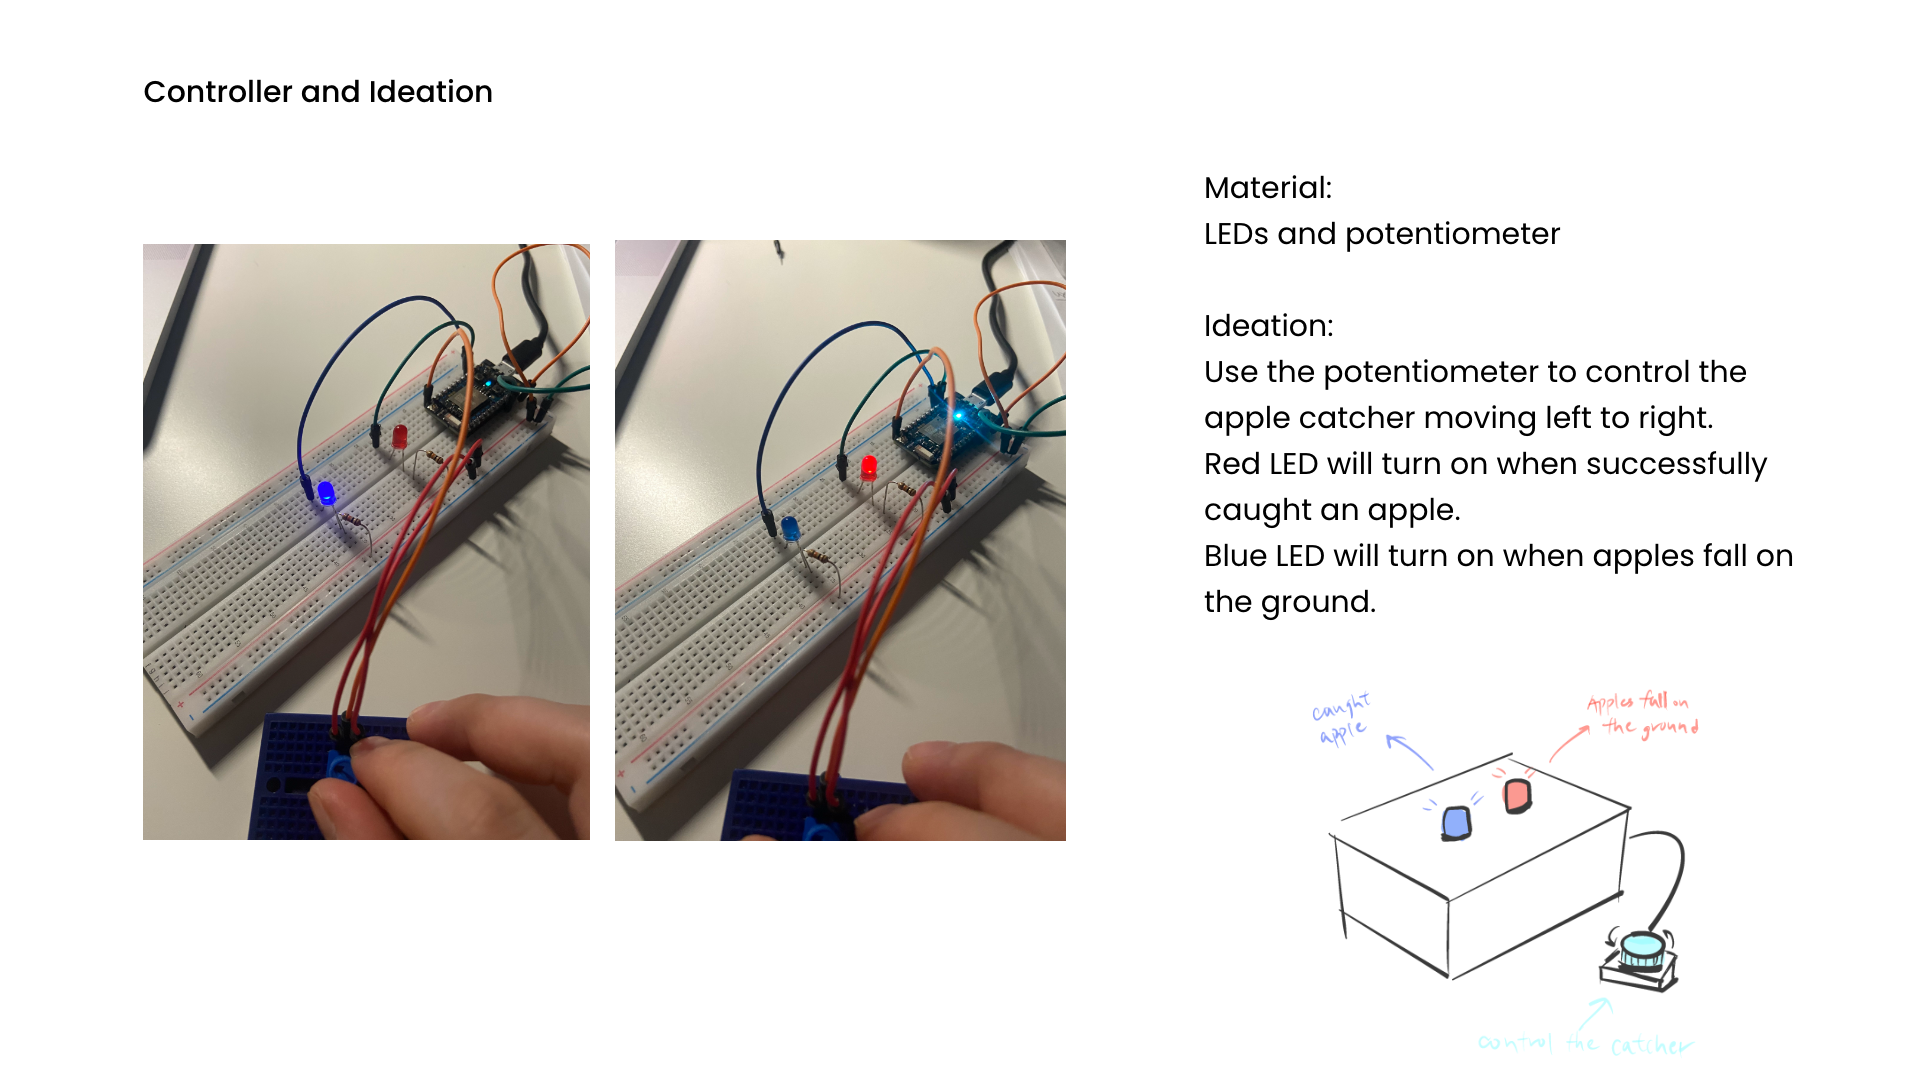 Controller and Ideation
Material:
LEDs and potentiometer
Ideation:
Use the potentiometer to control the
apple catcher moving left to right.
Red LED will turn on when successfully
caught an apple.
Blue LED will turn on when apples fall on
the ground.
caught
apple
Apples fall on
the ground
control the catcher